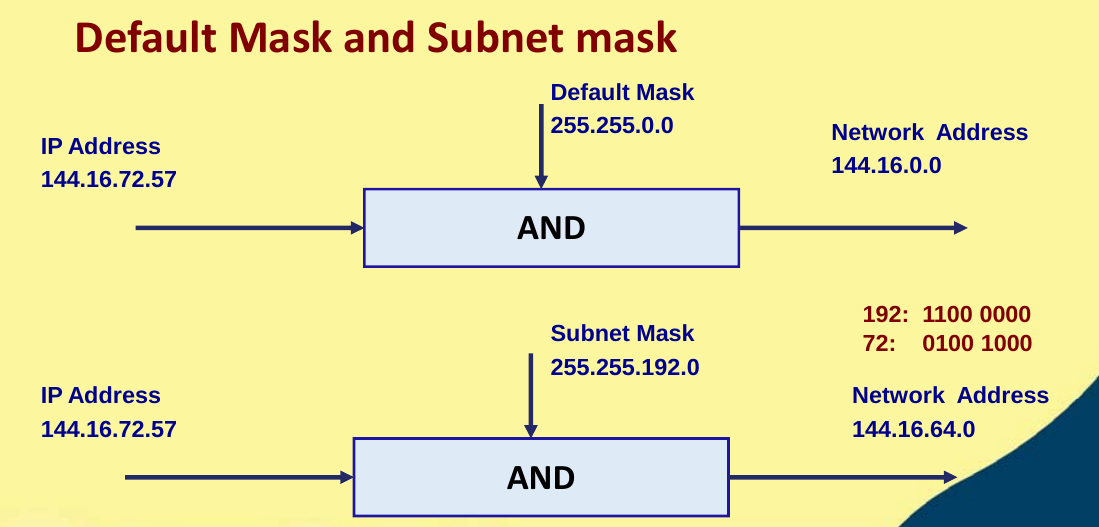 Default Mask and Subnet mask
Default Mask
255.255.0.0
IP Address
144.16.72.57
Network Address
144.16.0.0
AND
192: 1100 0000
72: 0100 1000
Subnet Mask
255.255.192.0
IP Address
144.16.72.57
Network Address
144.16.64.0
AND